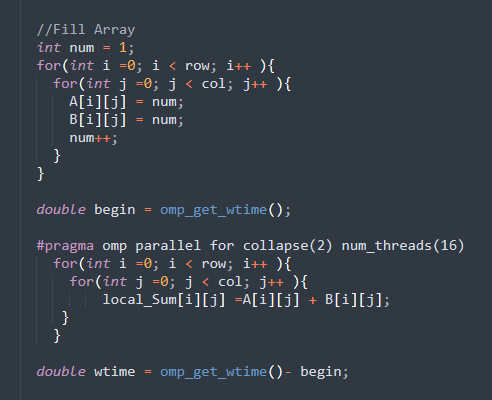 //Fill Array
int num = 1;
for(int i =0; i < row; i++ ){
for(int j =0; j < col; j++ ){
A[i][j] = num;
B[i][j] = num;
num++;
}
}
double begin = omp_get_wtime();
#pragma omp parallel for collapse(2) num_threads(16)
for(int i =0; i < row; i++ ){
for(int j =0; j < col; j++ ){
local_Sum[i][j] =A[i][j] + B[i][j];
}
}
double wtime = omp_get_wtime()- begin;